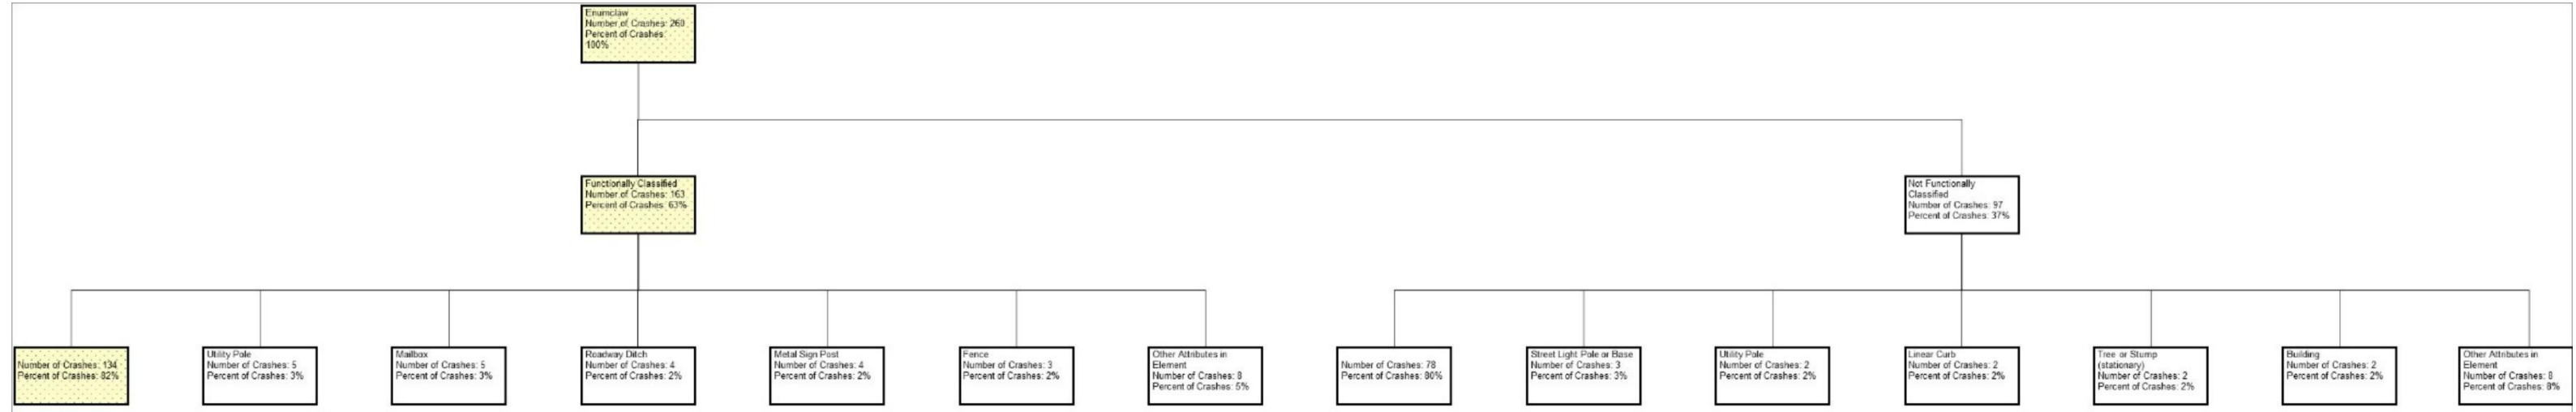 Enumclaw
Number of Crashes: 260
Percent of Crashes:
100%
Functionally Classified
Number of Crashes: 163
Percent of Crashes: 63%
Not Functionally
Classified
Number of Crashes: 97
Percent of Crashes: 37%
Number of Crashes: 134
Percent of Crashes: 82%
Utility Pole
Number of Crashes: 5
Percent of Crashes: 3%
Mailbox
Number of Crashes: 5
Percent of Crashes: 3%
Roadway Ditch
Number of Crashes: 4
Percent of Crashes: 2%
Metal Sign Post
Number of Crashes: 4
Percent of Crashes: 2%
Fence
Number of Crashes: 3
Percent of Crashes: 2%
Other Attributes in
Element
Number of Crashes: 8
Percent of Crashes: 5%
Number of Crashes: 78
Percent of Crashes: 80%
Street Light Pole or Base
Number of Crashes: 3
Percent of Crashes: 3%
Utility Pole
Number of Crashes: 2
Percent of Crashes: 2%
Linear Curb
Number of Crashes: 2
Percent of Crashes: 2%
Tree or Stump
(stationary)
Number of Crashes: 2
Percent of Crashes: 2%
Building
Number of Crashes: 2
Percent of Crashes: 2%
Other Attributes in
Element
Number of Crashes: 8
Percent of Crashes: 8%